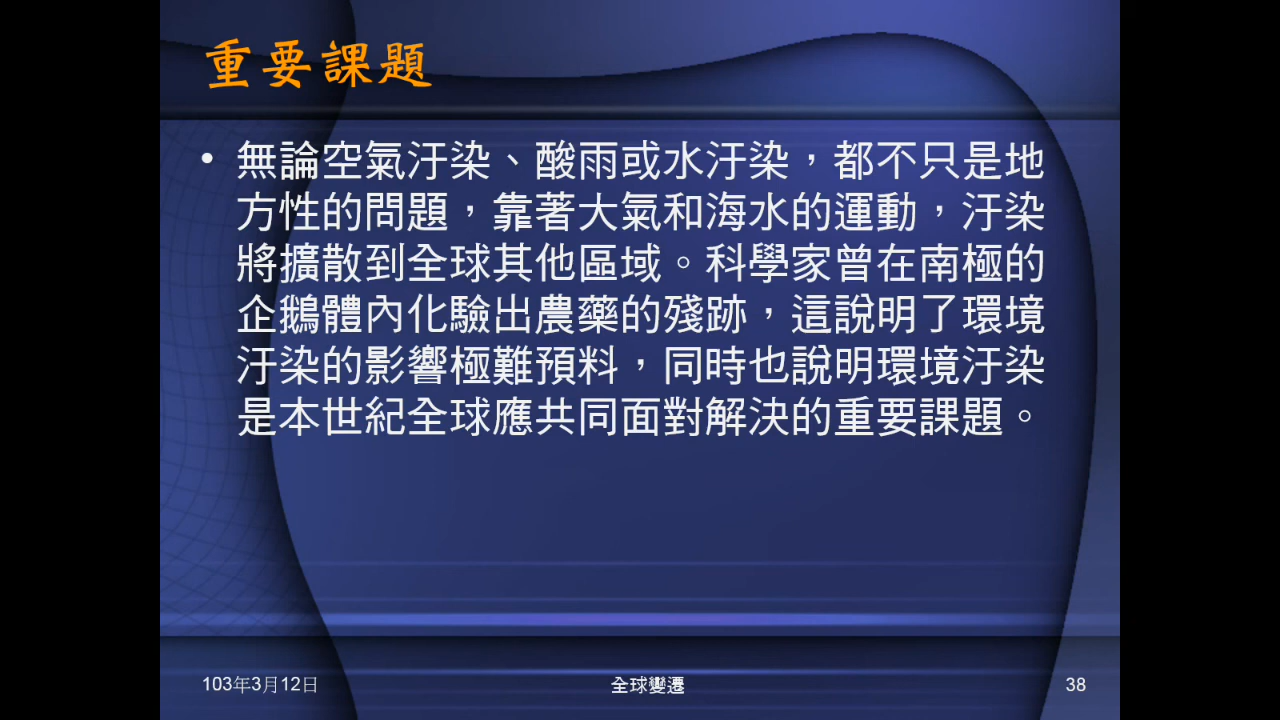 重要課題
• 無論空氣汙染、酸雨或水汙染，都不只是地
方性的問題，靠著大氣和海水的運動，汙染
將擴散到全球其他區域。科學家曾在南極的
企鵝體內化驗出農藥的殘跡，這說明了環境
汙染的影響極難預料，同時也說明環境汙染
是本世紀全球應共同面對解決的重要課題。
103年3月12日
全球變遷
38